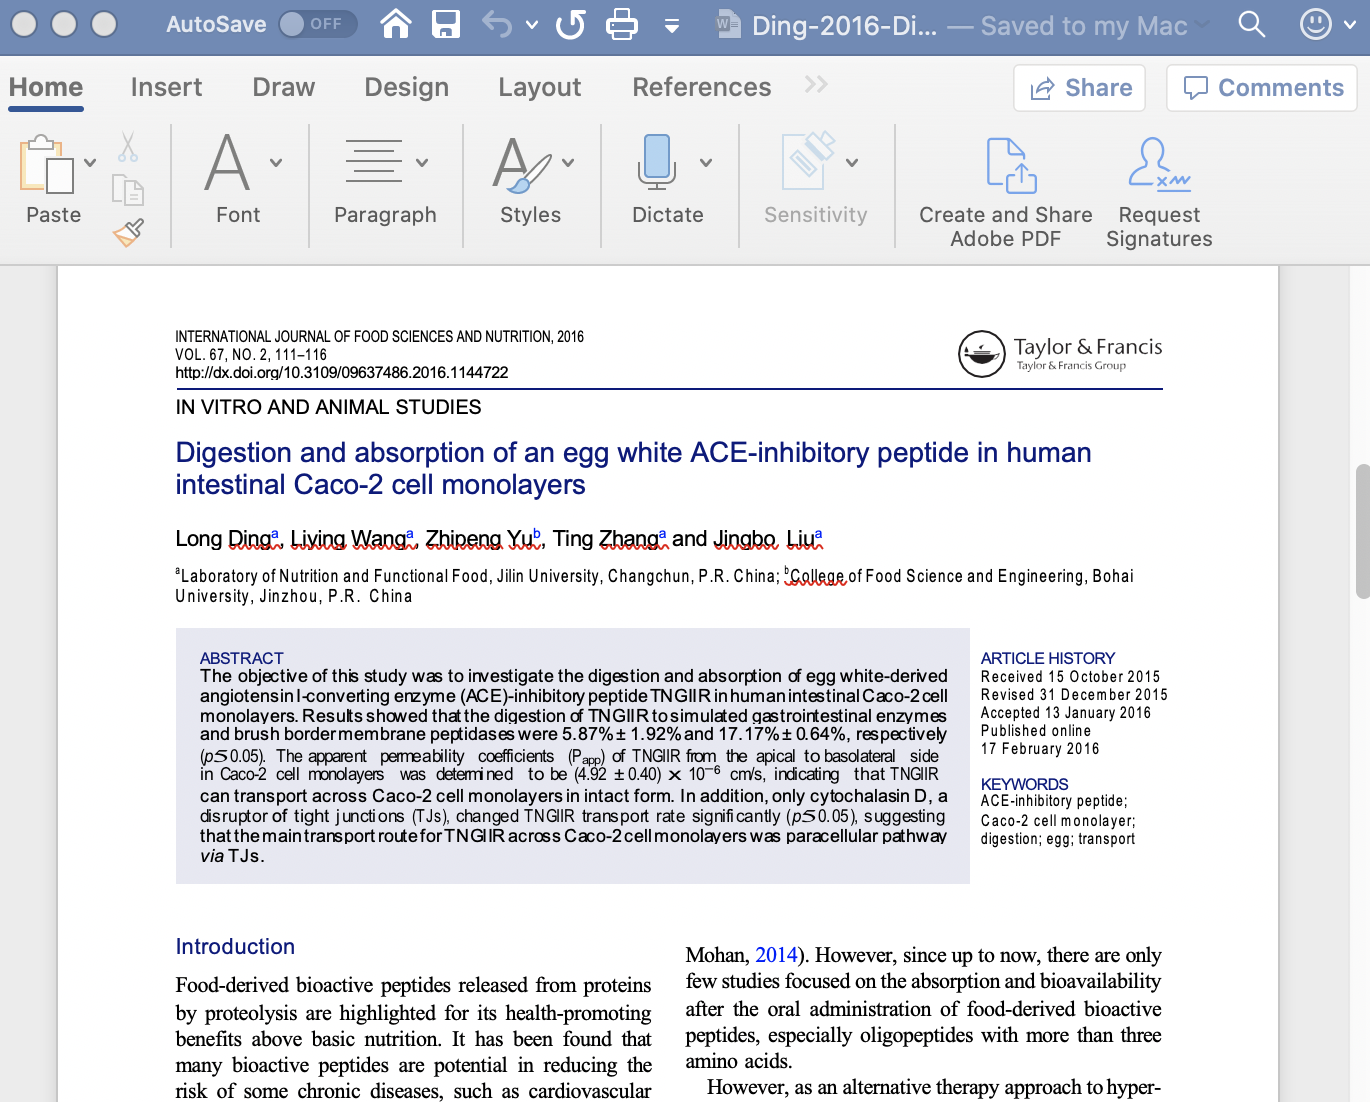 AutoSave OFF
Ding-2016-Di... — Saved to my Mac
Home Insert Draw Design Layout References
Share Comments
Paste Font Paragraph Styles Dictate Sensitivity Create and Share Adobe PDF Request Signatures
INTERNATIONAL JOURNAL OF FOOD SCIENCES AND NUTRITION, 2016
VOL. 67, NO. 2, 111–116
http://dx.doi.org/10.3109/09637486.2016.1144722
Taylor & Francis
Taylor & Francis Group
IN VITRO AND ANIMAL STUDIES
Digestion and absorption of an egg white ACE-inhibitory peptide in human
intestinal Caco-2 cell monolayers
Long Dingᵃ, Liying Wangᵃ, Zhipeng Yuᵇ, Ting Zhangᵃ and Jingbo Liuᵃ
ᵃLaboratory of Nutrition and Functional Food, Jilin University, Changchun, P.R. China; ᵇCollege of Food Science and Engineering, Bohai
University, Jinzhou, P.R. China
ABSTRACT
The objective of this study was to investigate the digestion and absorption of egg white-derived
angiotensin I-converting enzyme (ACE)-inhibitory peptide TNGIIR in human intestinal Caco-2 cell
monolayers. Results showed that the digestion of TNGIIR to simulated gastrointestinal enzymes
and brush border membrane peptidases were 5.87% ± 1.92% and 17.17% ± 0.64%, respectively
(p≤0.05). The apparent permeability coefficients (Papp) of TNGIIR from the apical to basolateral side
in Caco-2 cell monolayers was determined to be (4.92 ± 0.40) × 10⁻⁶ cm/s, indicating that TNGIIR
can transport across Caco-2 cell monolayers in intact form. In addition, only cytochalasin D, a
disruptor of tight junctions (TJs), changed TNGIIR transport rate significantly (p≤0.05), suggesting
that the main transport route for TNGIIR across Caco-2 cell monolayers was paracellular pathway
via TJs.
ARTICLE HISTORY
Received 15 October 2015
Revised 31 December 2015
Accepted 13 January 2016
Published online
17 February 2016
KEYWORDS
ACE-inhibitory peptide;
Caco-2 cell monolayer;
digestion; egg; transport
Introduction
Food-derived bioactive peptides released from proteins
by proteolysis are highlighted for its health-promoting
benefits above basic nutrition. It has been found that
many bioactive peptides are potential in reducing the
risk of some chronic diseases, such as cardiovascular
Mohan, 2014). However, since up to now, there are only
few studies focused on the absorption and bioavailability
after the oral administration of food-derived bioactive
peptides, especially oligopeptides with more than three
amino acids.
However, as an alternative therapy approach to hyper-